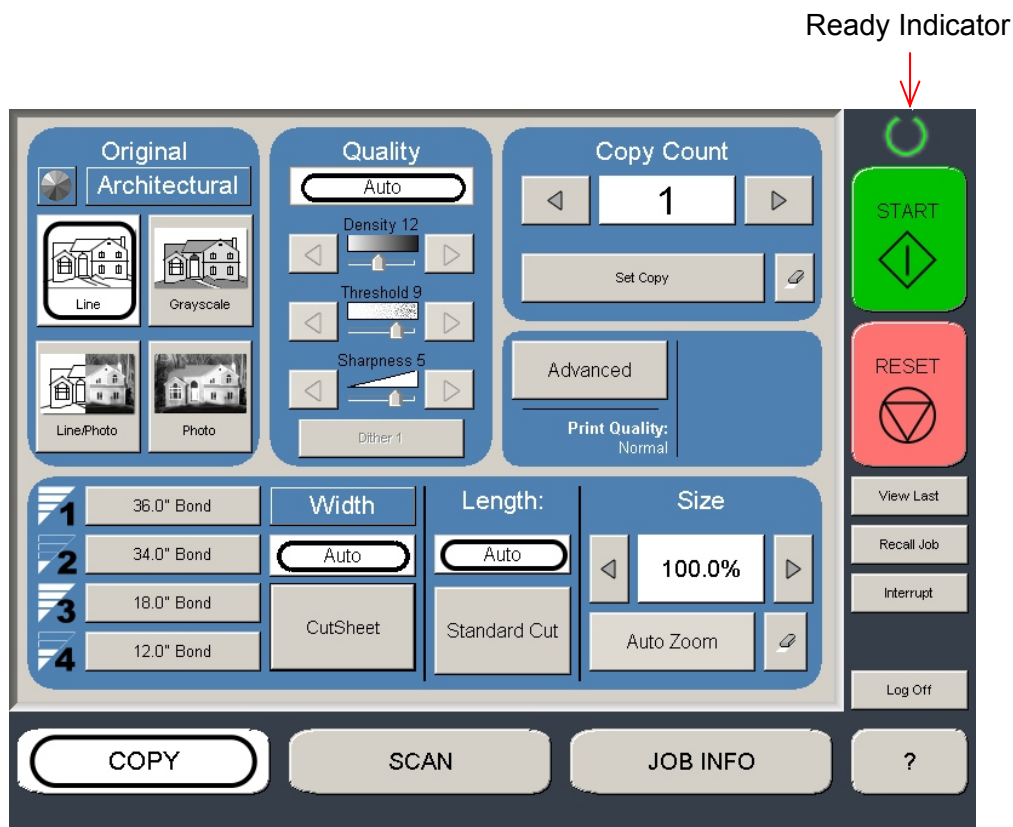 Ready Indicator
Original
Architectural
Line
Grayscale
Line/Photo
Photo
Quality
Auto
Density 12
Threshold 9
Sharpness 5
Dither 1
Copy Count
1
Set Copy
Advanced
Print Quality:
Normal
START
RESET
1
36.0" Bond
2
34.0" Bond
3
18.0" Bond
4
12.0" Bond
Width
Auto
CutSheet
Length:
Auto
Standard Cut
Size
100.0%
Auto Zoom
View Last
Recall Job
Interrupt
Log Off
COPY
SCAN
JOB INFO
?